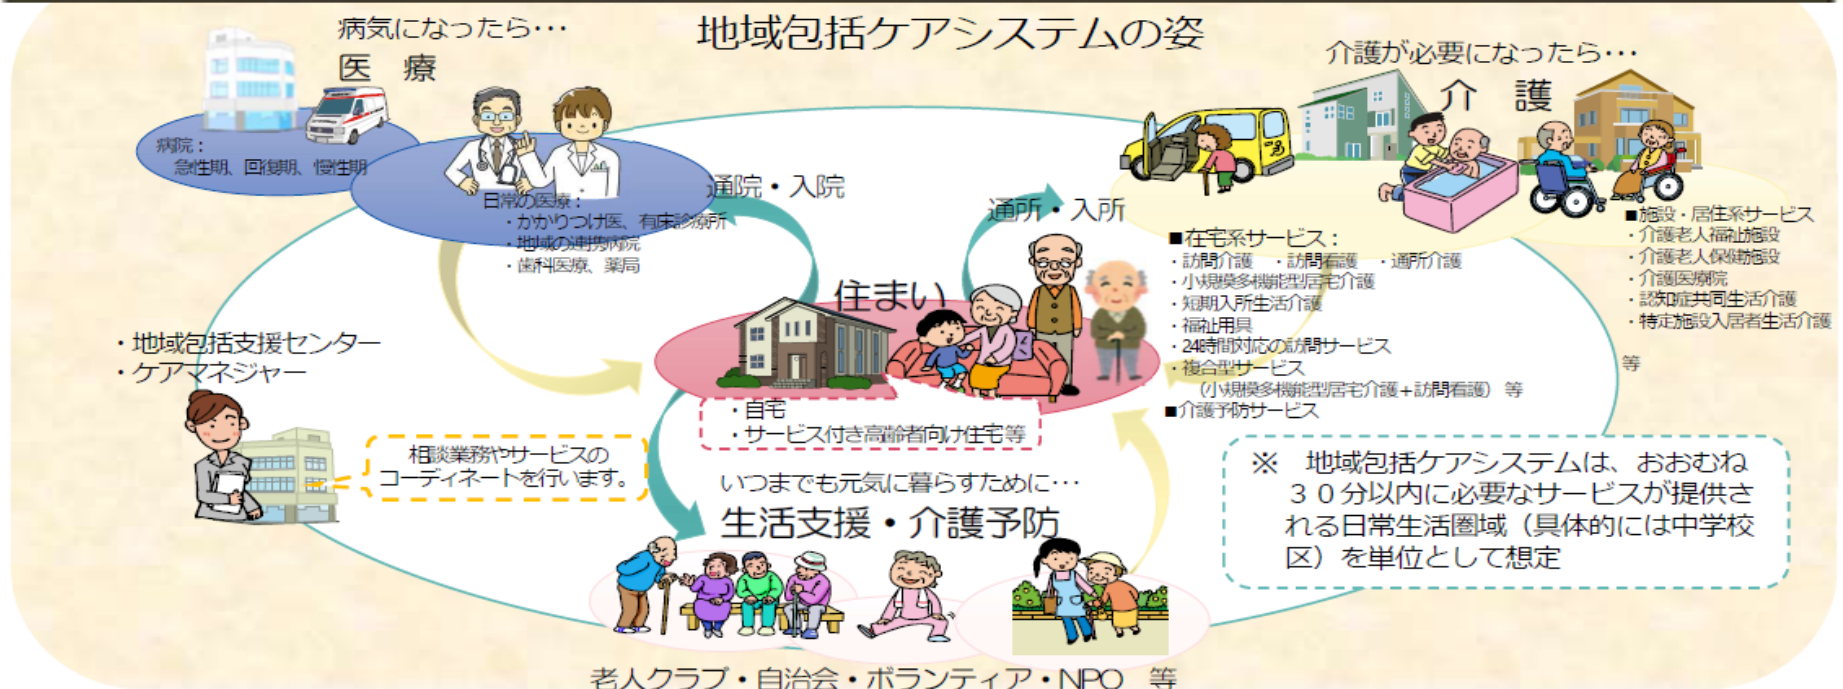 地域包括ケアシステムの姿
病気になったら･･･
医　療
病院：
急性期、回復期、慢性期
日常の医療：
・かかりつけ医、有床診療所
・地域の連携病院
・歯科医療、薬局
通院・入院
通所・入所
介護が必要になったら･･･
介　護
■在宅系サービス：
・訪問介護　・訪問看護　・通所介護
・小規模多機能型居宅介護
・短期入所生活介護
・福祉用具
・24時間対応の訪問サービス
・複合型サービス
（小規模多機能型居宅介護＋訪問看護）等
■介護予防サービス
■施設・居住系サービス
・介護老人福祉施設
・介護老人保健施設
・介護医療院
・認知症共同生活介護
・特定施設入居者生活介護
等
住まい
・自宅
・サービス付き高齢者向け住宅等
・地域包括支援センター
・ケアマネジャー
相談業務やサービスの
コーディネートを行います。
いつまでも元気に暮らすために･･･
生活支援・介護予防
老人クラブ・自治会・ボランティア・NPO　等
※　地域包括ケアシステムは、おおむね
３０分以内に必要なサービスが提供さ
れる日常生活圏域（具体的には中学校
区）を単位として想定